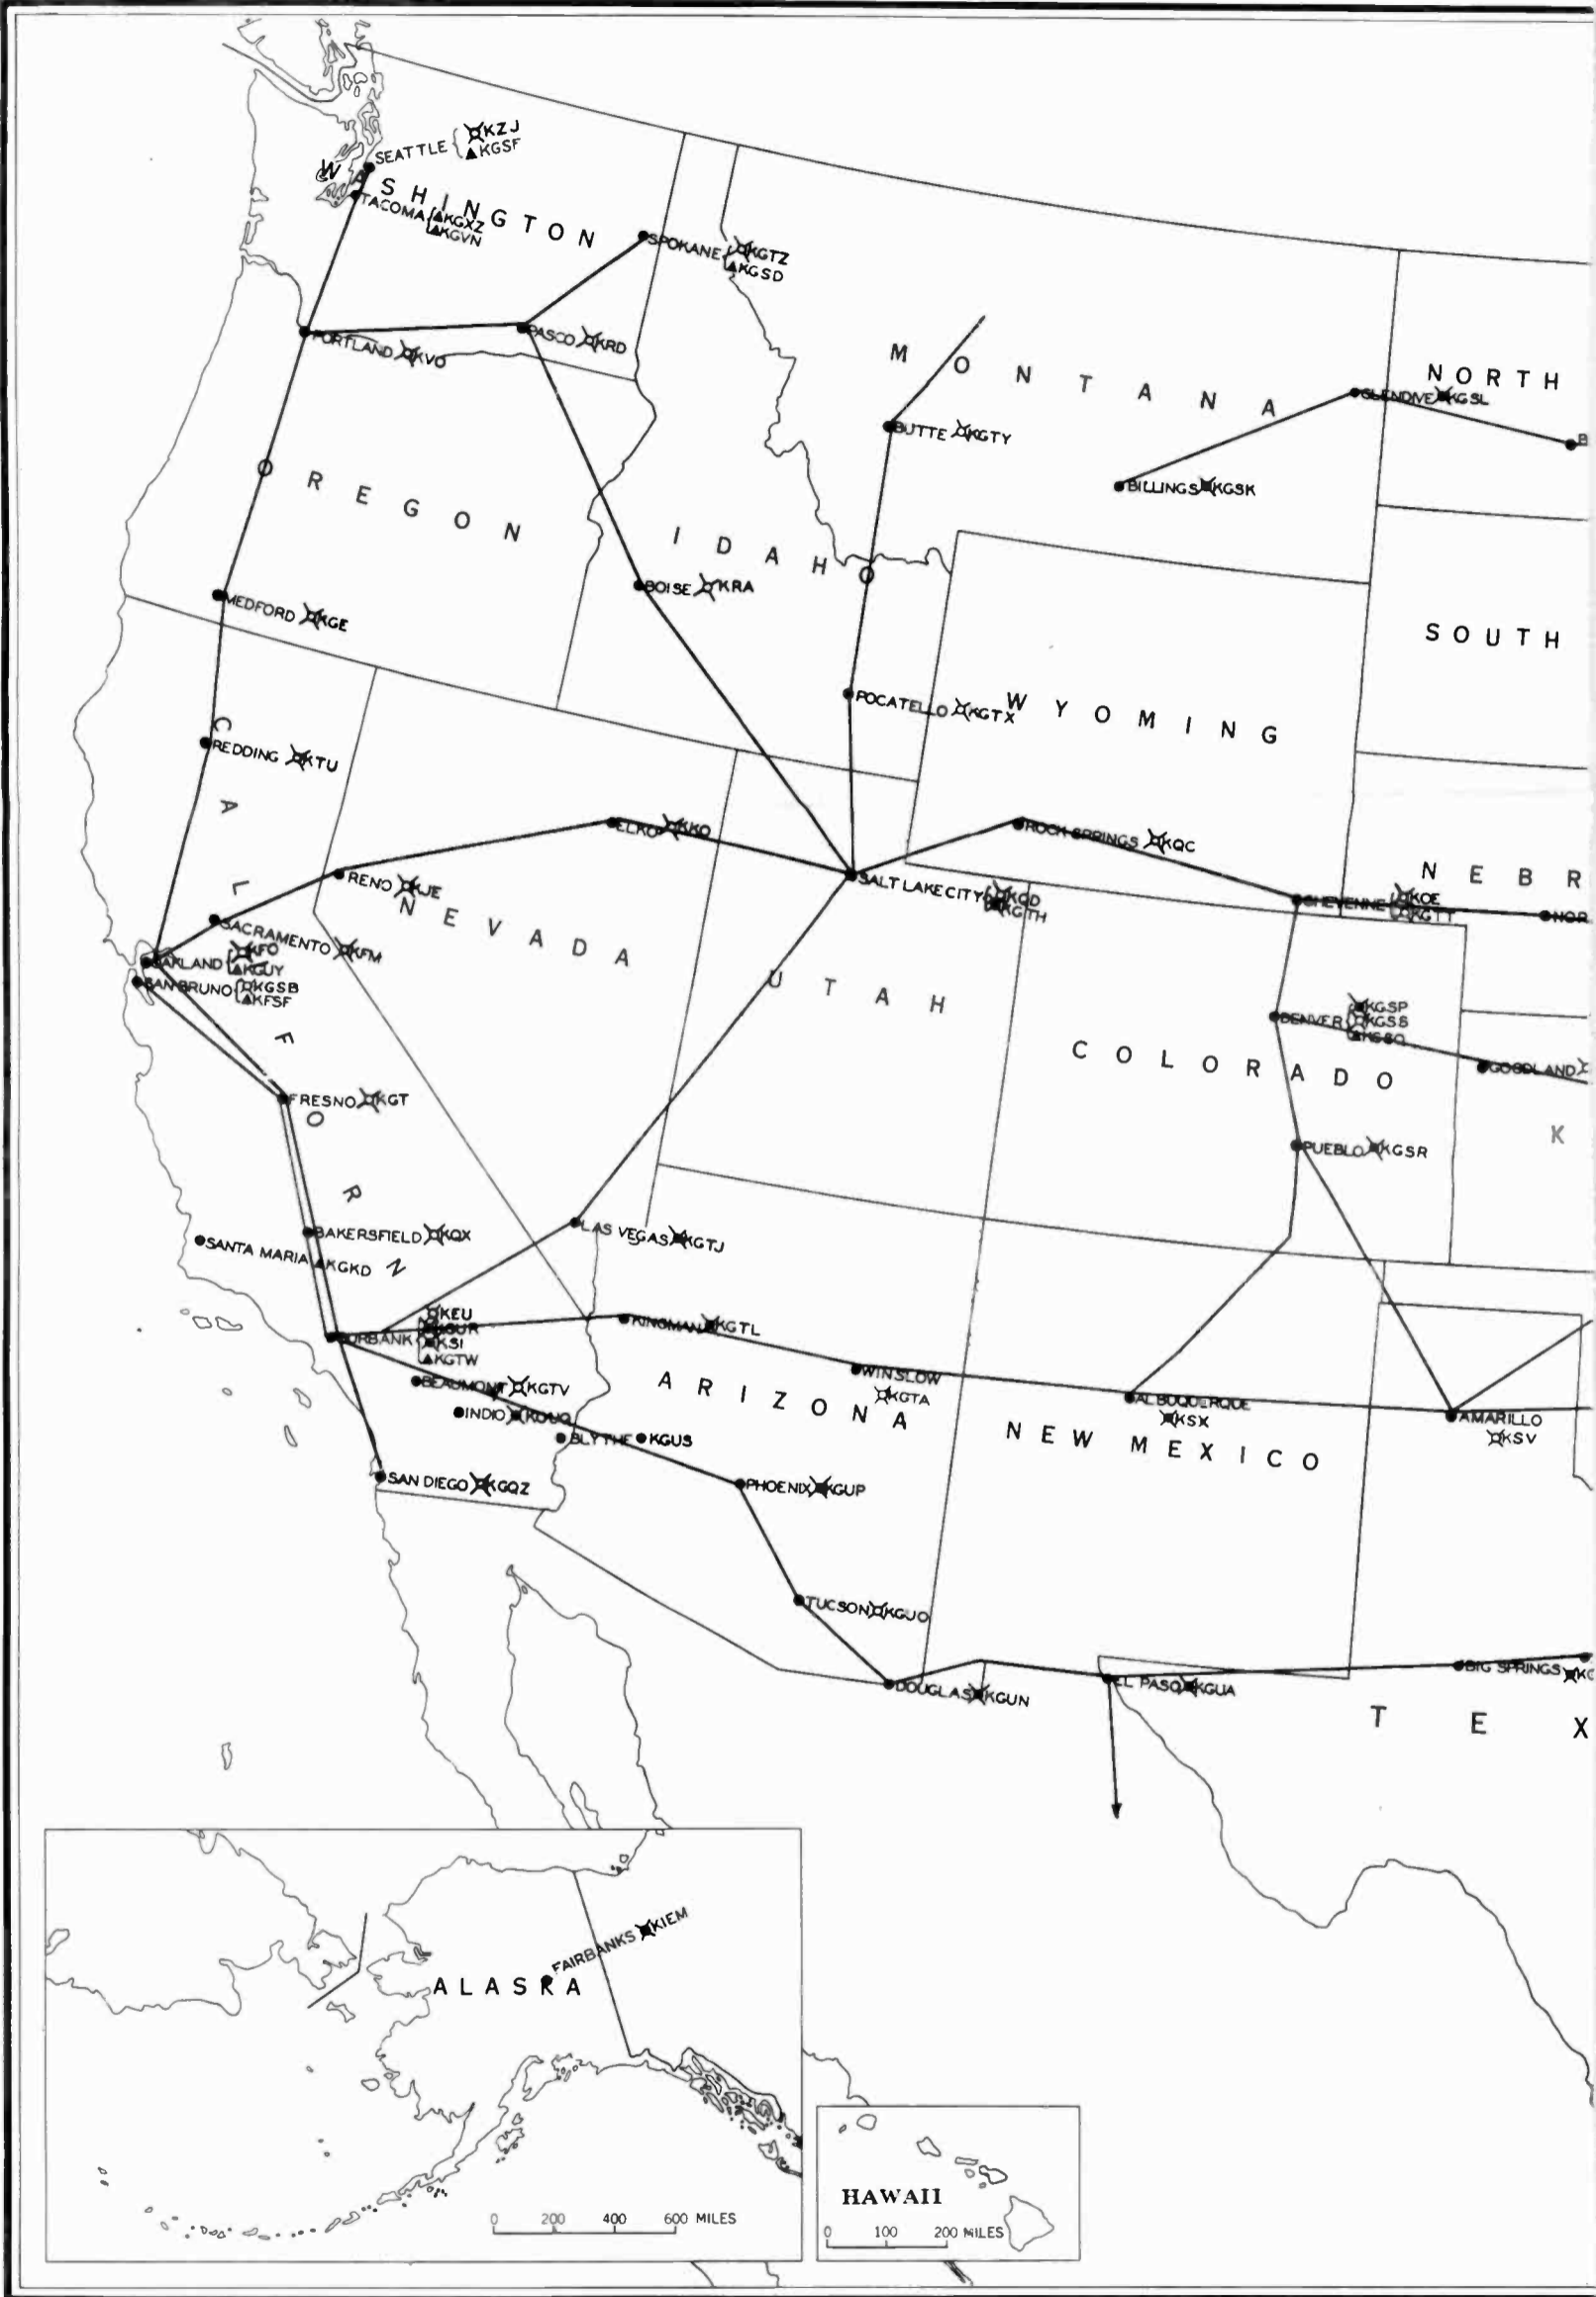 SEATTLE KZJ
KGSF
WASHINGTON
TACOMA KGXZ
KGVN
SPOKANE KGTZ
KGSD
PORTLAND KVO
PASCO KRD
MONTANA
NORTH
GLENDIVE KGSL
B
BUTTE KGTY
BILLINGS KGSK
OREGON
IDAHO
BOISE KRA
MEDFORD KGE
SOUTH
POCATELLO KGTX
WYOMING
REDDING KTU
CALIFORN
ELKO KKO
ROCK SPRINGS KQC
RENO KJE
NEVADA
SALT LAKE CITY KQD
KGTH
NEBR
CHEYENNE KOE
KGTT
NOR
SACRAMENTO KFM
OAKLAND KFO
KGUY
SAN BRUNO KGSB
KFSF
UTAH
COLORADO
DENVER KGSP
KGSS
GOODLAND
K
FRESNO KGT
PUEBLO KGSR
BAKERSFIELD KQX
SANTA MARIA KGKD
LAS VEGAS KGTJ
BURBANK KEU
KGUR
KSI
KGTW
KINGMAN KGTL
BEAUMONT KGTV
WINSLOW
KGTA
ARIZONA
INDIO KGUQ
BLYTHE KGUS
ALBUQUERQUE
KSX
NEW MEXICO
AMARILLO
KSV
SAN DIEGO KGQZ
PHOENIX KGUP
TUCSON KGUO
DOUGLAS KGUN
EL PASO KGUA
BIG SPRINGS KG
TEX
FAIRBANKS KIEM
ALASKA
0 200 400 600 MILES
HAWAII
0 100 200 MILES